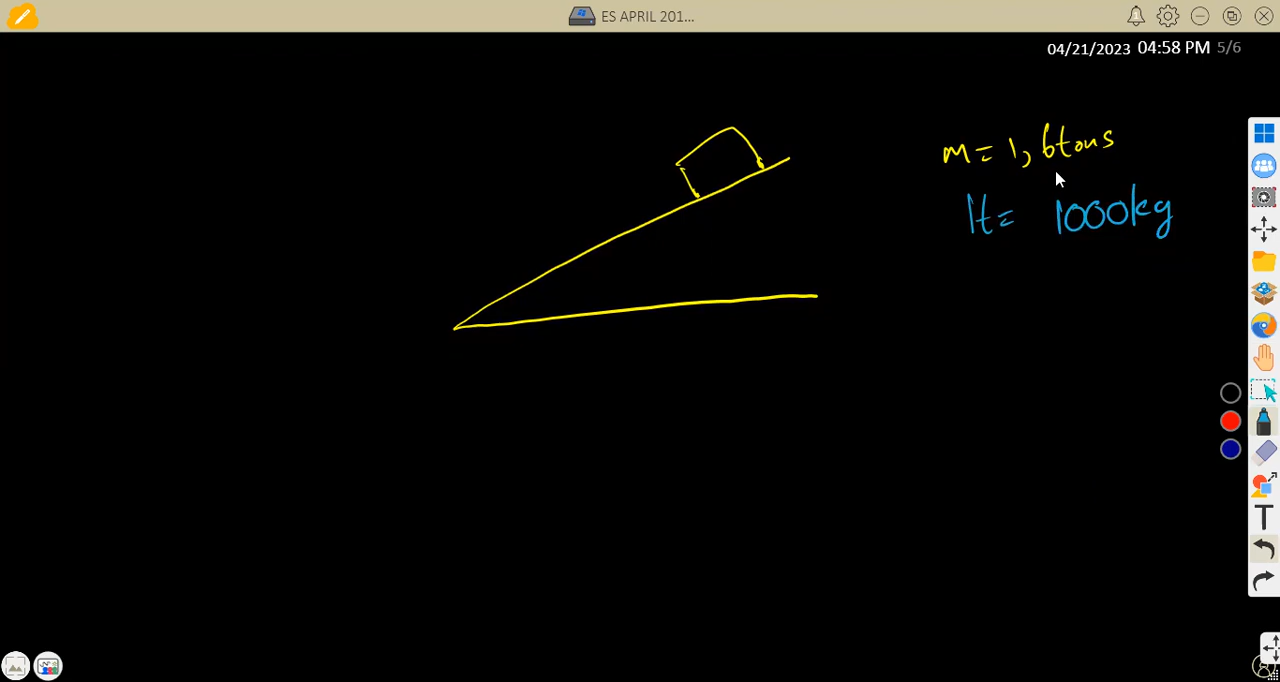 ES APRIL 201...
04/21/2023 04:58 PM 5/6
m = 1,6tons
1t = 1000kg
T